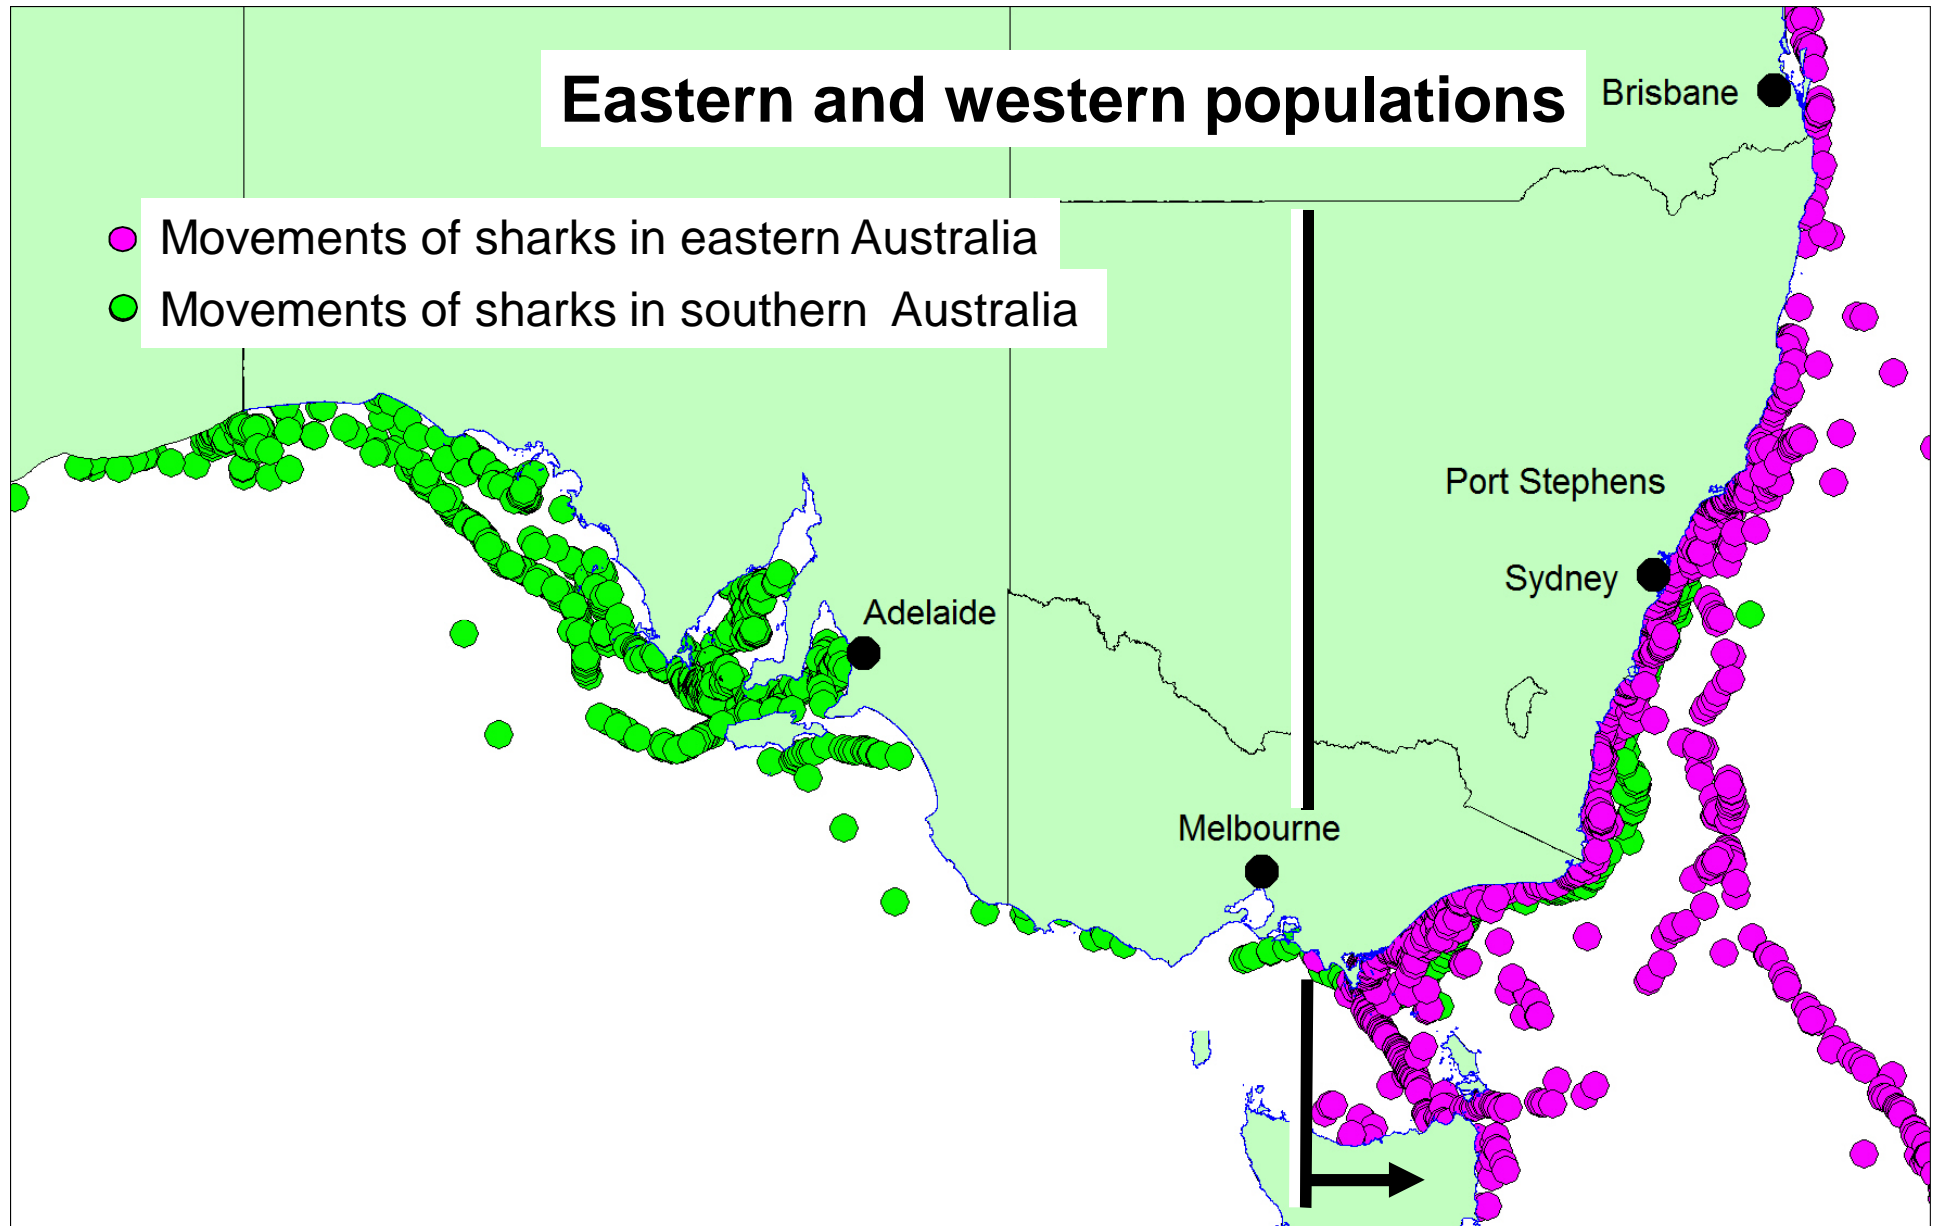 Eastern and western populations
Brisbane
Movements of sharks in eastern Australia
Movements of sharks in southern Australia
Port Stephens
Sydney
Adelaide
Melbourne